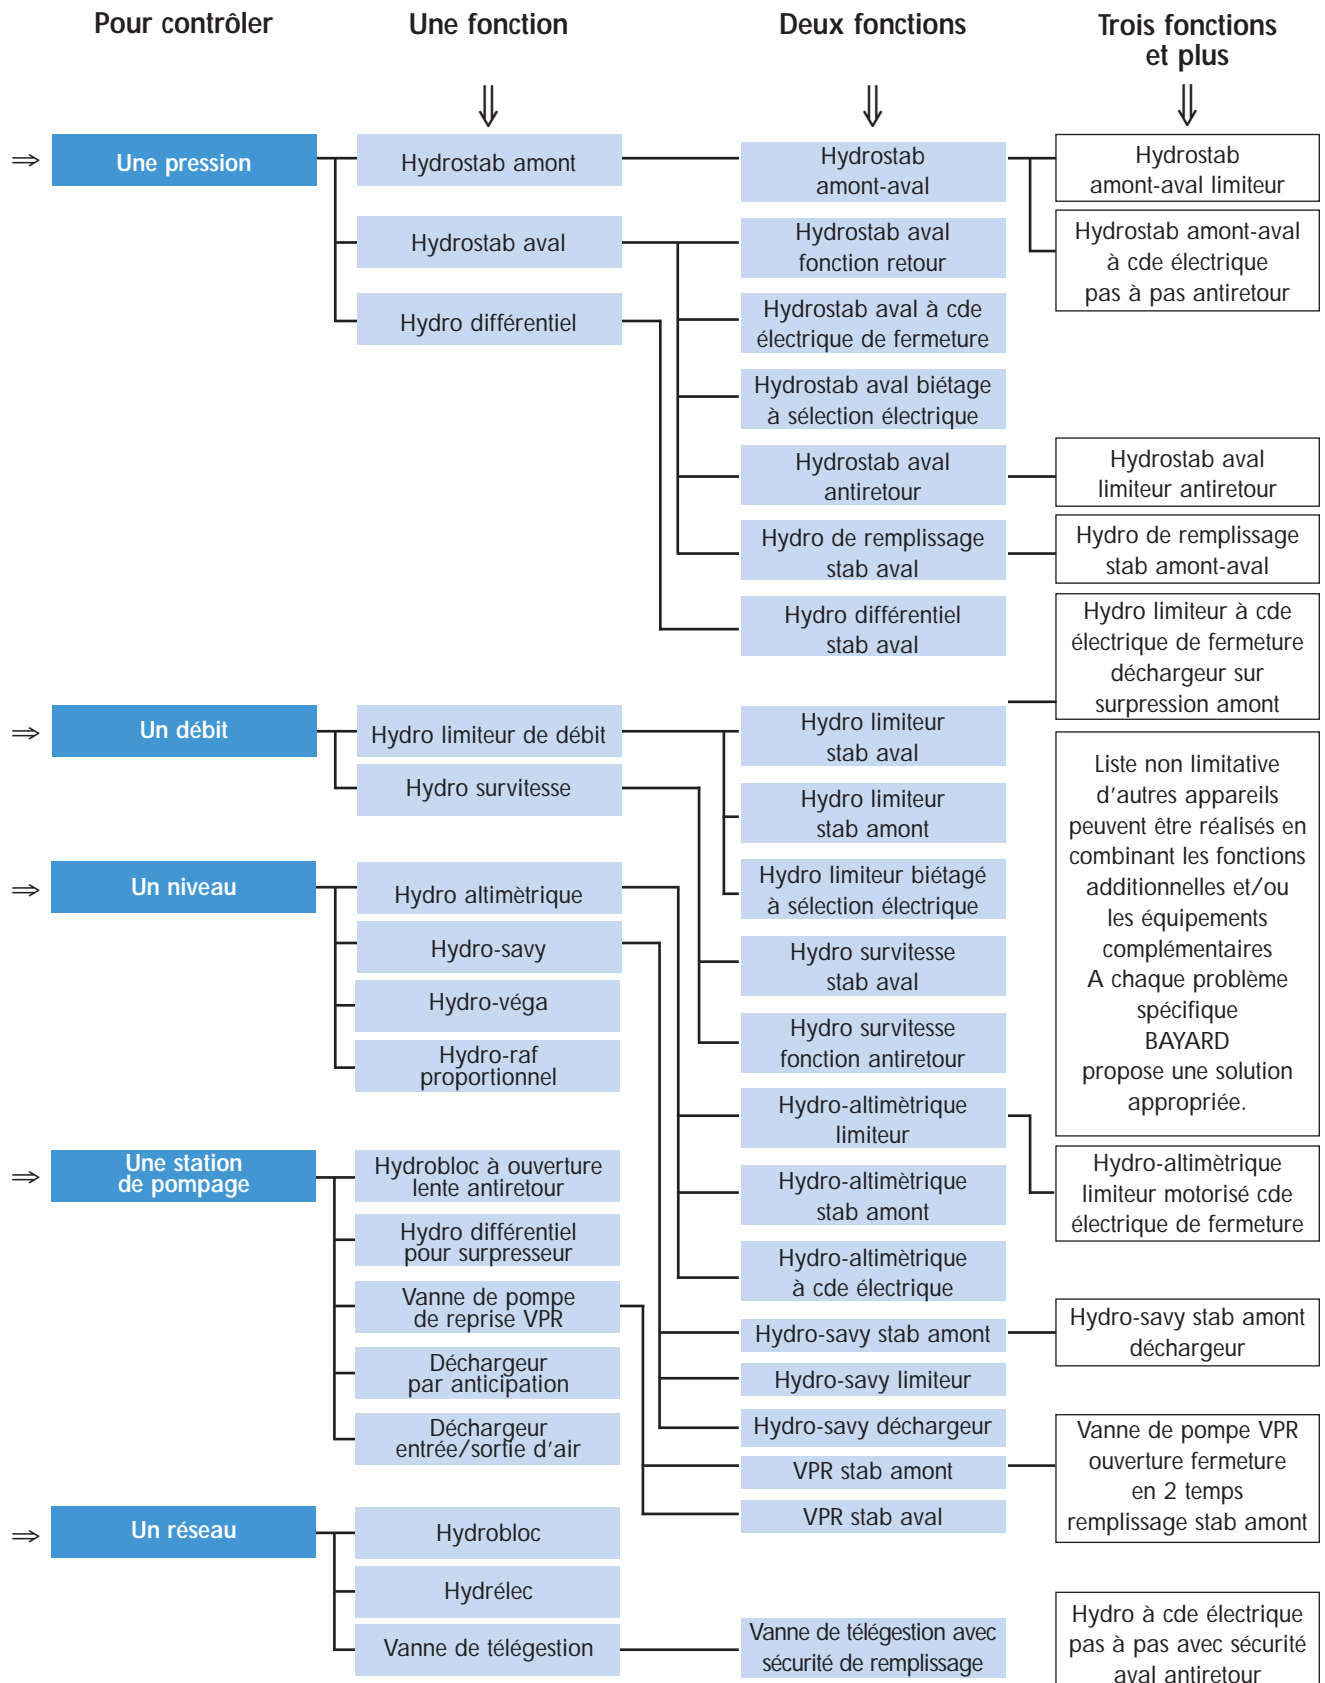 Pour contrôler
Une fonction
Deux fonctions
Trois fonctions
et plus
⇓
⇓
⇓
⇒
Une pression
Hydrostab amont
Hydrostab aval
Hydro différentiel
Hydrostab
amont-aval
Hydrostab aval
fonction retour
Hydrostab aval à cde
électrique de fermeture
Hydrostab aval biétage
à sélection électrique
Hydrostab aval
antiretour
Hydro de remplissage
stab aval
Hydro différentiel
stab aval
Hydrostab
amont-aval limiteur
Hydrostab amont-aval
à cde électrique
pas à pas antiretour
Hydrostab aval
limiteur antiretour
Hydro de remplissage
stab amont-aval
Hydro limiteur à cde
électrique de fermeture
déchargeur sur
surpression amont
⇒
Un débit
Hydro limiteur de débit
Hydro survitesse
Hydro limiteur
stab aval
Hydro limiteur
stab amont
Hydro limiteur biétagé
à sélection électrique
Hydro survitesse
stab aval
Hydro survitesse
fonction antiretour
Liste non limitative
d'autres appareils
peuvent être réalisés en
combinant les fonctions
additionnelles et/ou
les équipements
complémentaires
A chaque problème
spécifique
BAYARD
propose une solution
appropriée.
⇒
Un niveau
Hydro altimètrique
Hydro-savy
Hydro-véga
Hydro-raf
proportionnel
Hydro-altimètrique
limiteur
Hydro-altimètrique
stab amont
Hydro-altimètrique
à cde électrique
Hydro-savy stab amont
Hydro-savy limiteur
Hydro-savy déchargeur
Hydro-altimètrique
limiteur motorisé cde
électrique de fermeture
Hydro-savy stab amont
déchargeur
⇒
Une station
de pompage
Hydrobloc à ouverture
lente antiretour
Hydro différentiel
pour surpresseur
Vanne de pompe
de reprise VPR
Déchargeur
par anticipation
Déchargeur
entrée/sortie d'air
VPR stab amont
VPR stab aval
Vanne de pompe VPR
ouverture fermeture
en 2 temps
remplissage stab amont
⇒
Un réseau
Hydrobloc
Hydrélec
Vanne de télégestion
Vanne de télégestion avec
sécurité de remplissage
Hydro à cde électrique
pas à pas avec sécurité
aval antiretour